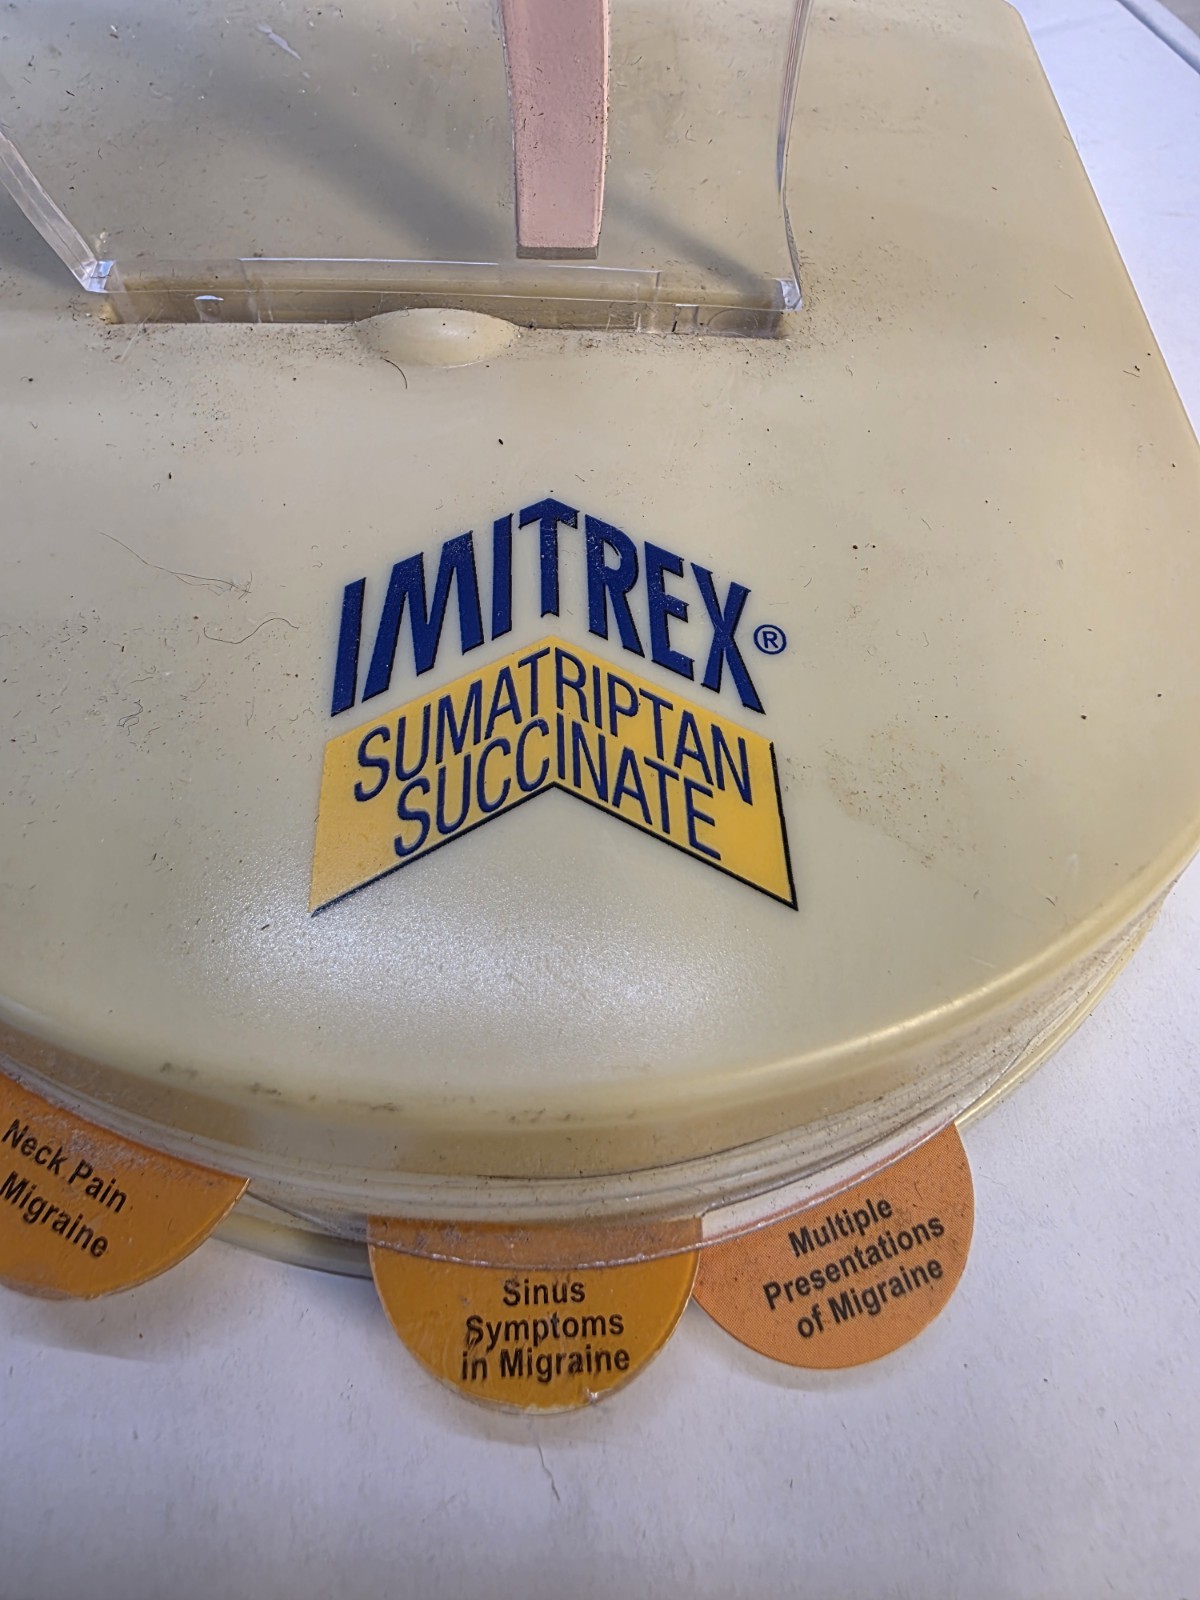 IMITREX®
SUMATRIPTAN
SUCCINATE
Neck Pain
Migraine
Sinus
Symptoms
in Migraine
Multiple
Presentations
of Migraine